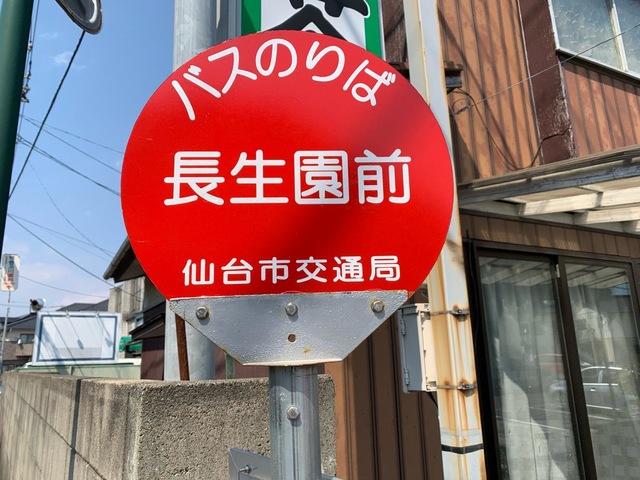 バスのりば
長生園前
仙台市交通局